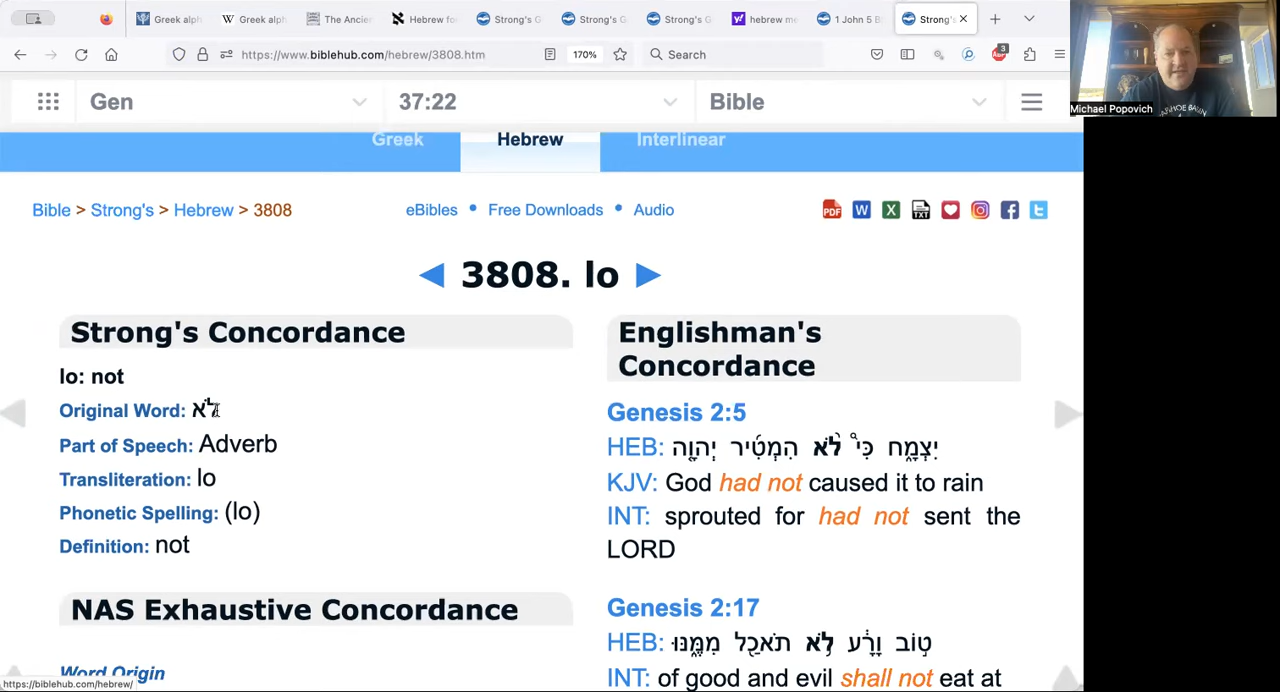 Greek alph
Greek alph
The Ancien
Hebrew fo
Strong's G
Strong's G
Strong's G
hebrew me
1 John 5 B
Strong's
https://www.biblehub.com/hebrew/3808.htm
170%
Search
3
Michael Popovich
Gen
37:22
Bible
Greek
Hebrew
Interlinear
Bible > Strong's > Hebrew > 3808
eBibles • Free Downloads • Audio
PDF W X TXT
◄ 3808. lo ►
Strong's Concordance
lo: not
Original Word: לֹא
Part of Speech: Adverb
Transliteration: lo
Phonetic Spelling: (lo)
Definition: not
NAS Exhaustive Concordance
Word Origin
Englishman's
Concordance
Genesis 2:5
HEB: יִצְמָ֑ח כִּי֩ לֹ֨א הִמְטִ֜יר יְהוָ֤ה
KJV: God had not caused it to rain
INT: sprouted for had not sent the
LORD
Genesis 2:17
HEB: ט֣וֹב וָרָ֔ע לֹ֥א תֹאכַ֖ל מִמֶּ֑נּוּ
INT: of good and evil shall not eat at
https://biblehub.com/hebrew/